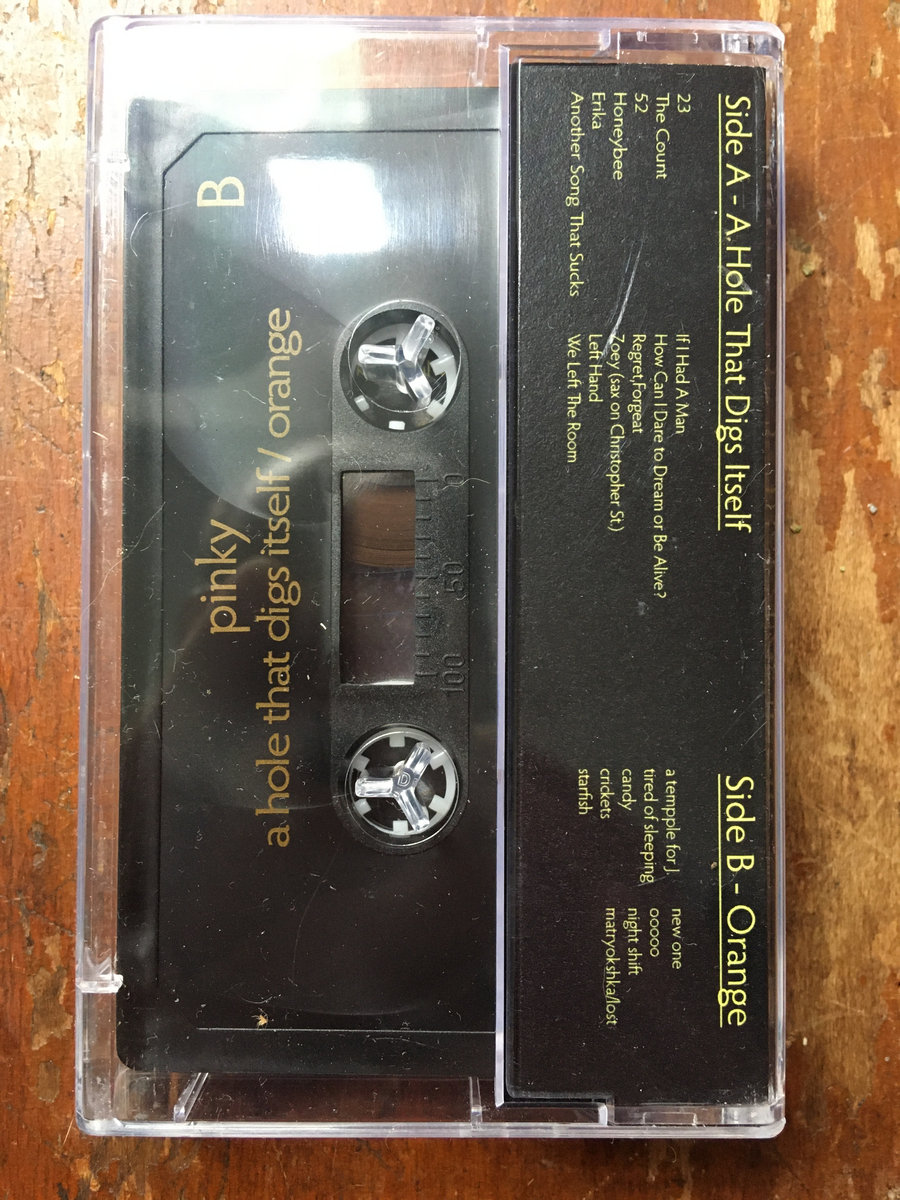 Side A - A Hole That Digs Itself
23
The Count
52
Honeybee
Erika
Another Song That Sucks
If I Had A Man
How Can I Dare to Dream or Be Alive?
Regret,Forgeat
Zoey (sax on Christopher St.)
Left Hand
We Left The Room
Side B - Orange
a tempple for J.
tired of sleeping
candy
crickets
starfish
new one
ooooo
night shift
matryokshka/lost
B
pinky
a hole that digs itself / orange
0
50
100
D